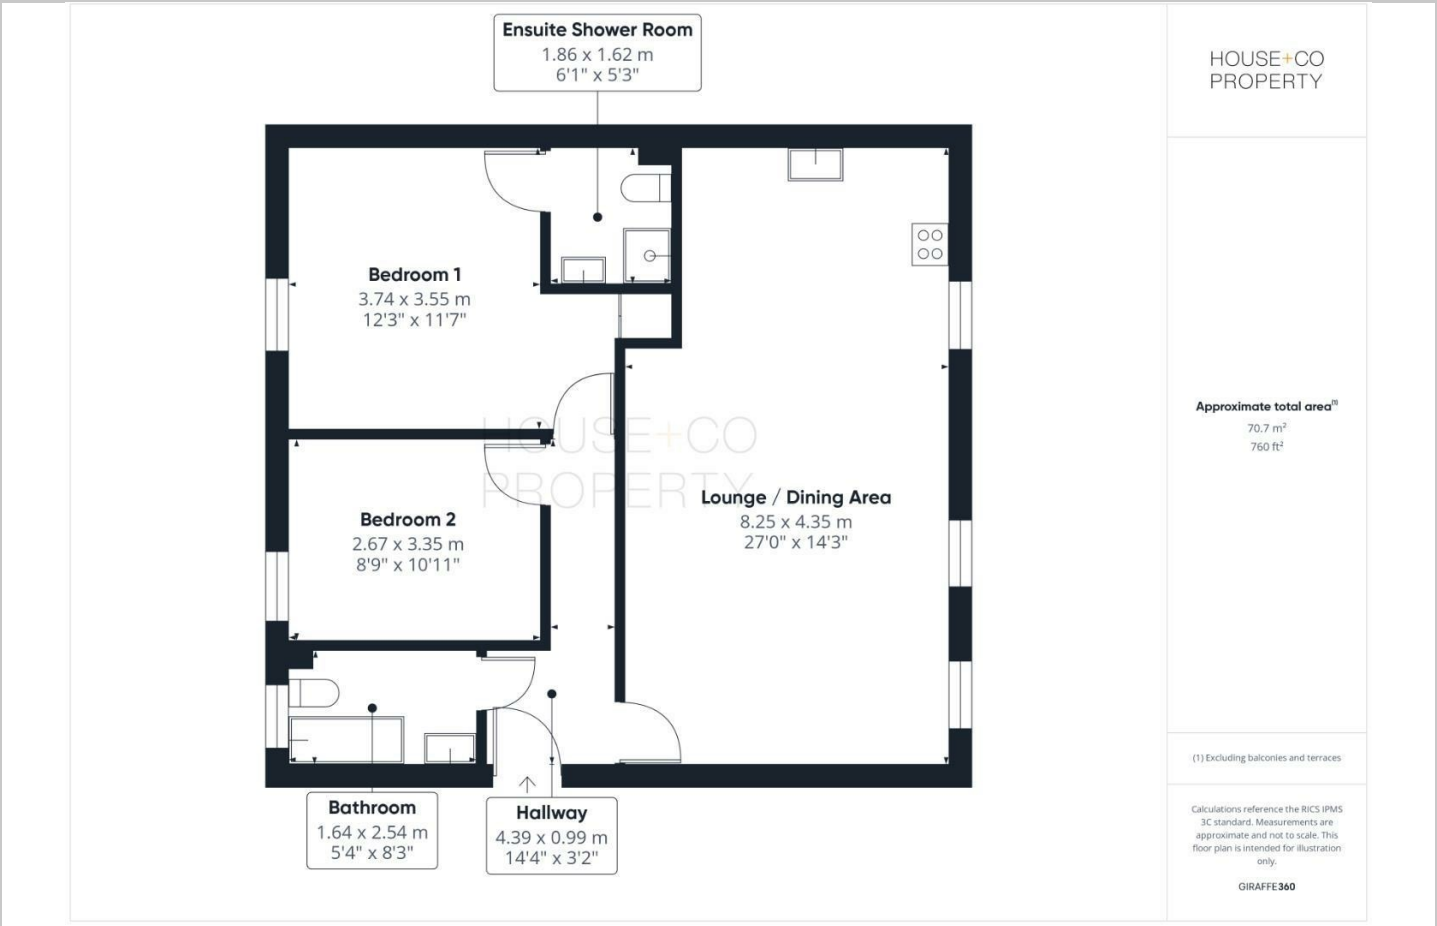 Ensuite Shower Room
1.86 x 1.62 m
6'1" x 5'3"
HOUSE+CO
PROPERTY
Bedroom 1
3.74 x 3.55 m
12'3" x 11'7"
HOUSE+CO
PROPERTY
Bedroom 2
2.67 x 3.35 m
8'9" x 10'11"
Lounge / Dining Area
8.25 x 4.35 m
27'0" x 14'3"
Approximate total area(1)
70.7 m²
760 ft²
Bathroom
1.64 x 2.54 m
5'4" x 8'3"
Hallway
4.39 x 0.99 m
14'4" x 3'2"
(1) Excluding balconies and terraces
Calculations reference the RICS IPMS
3C standard. Measurements are
approximate and not to scale. This
floor plan is intended for illustration
only.
GIRAFFE360